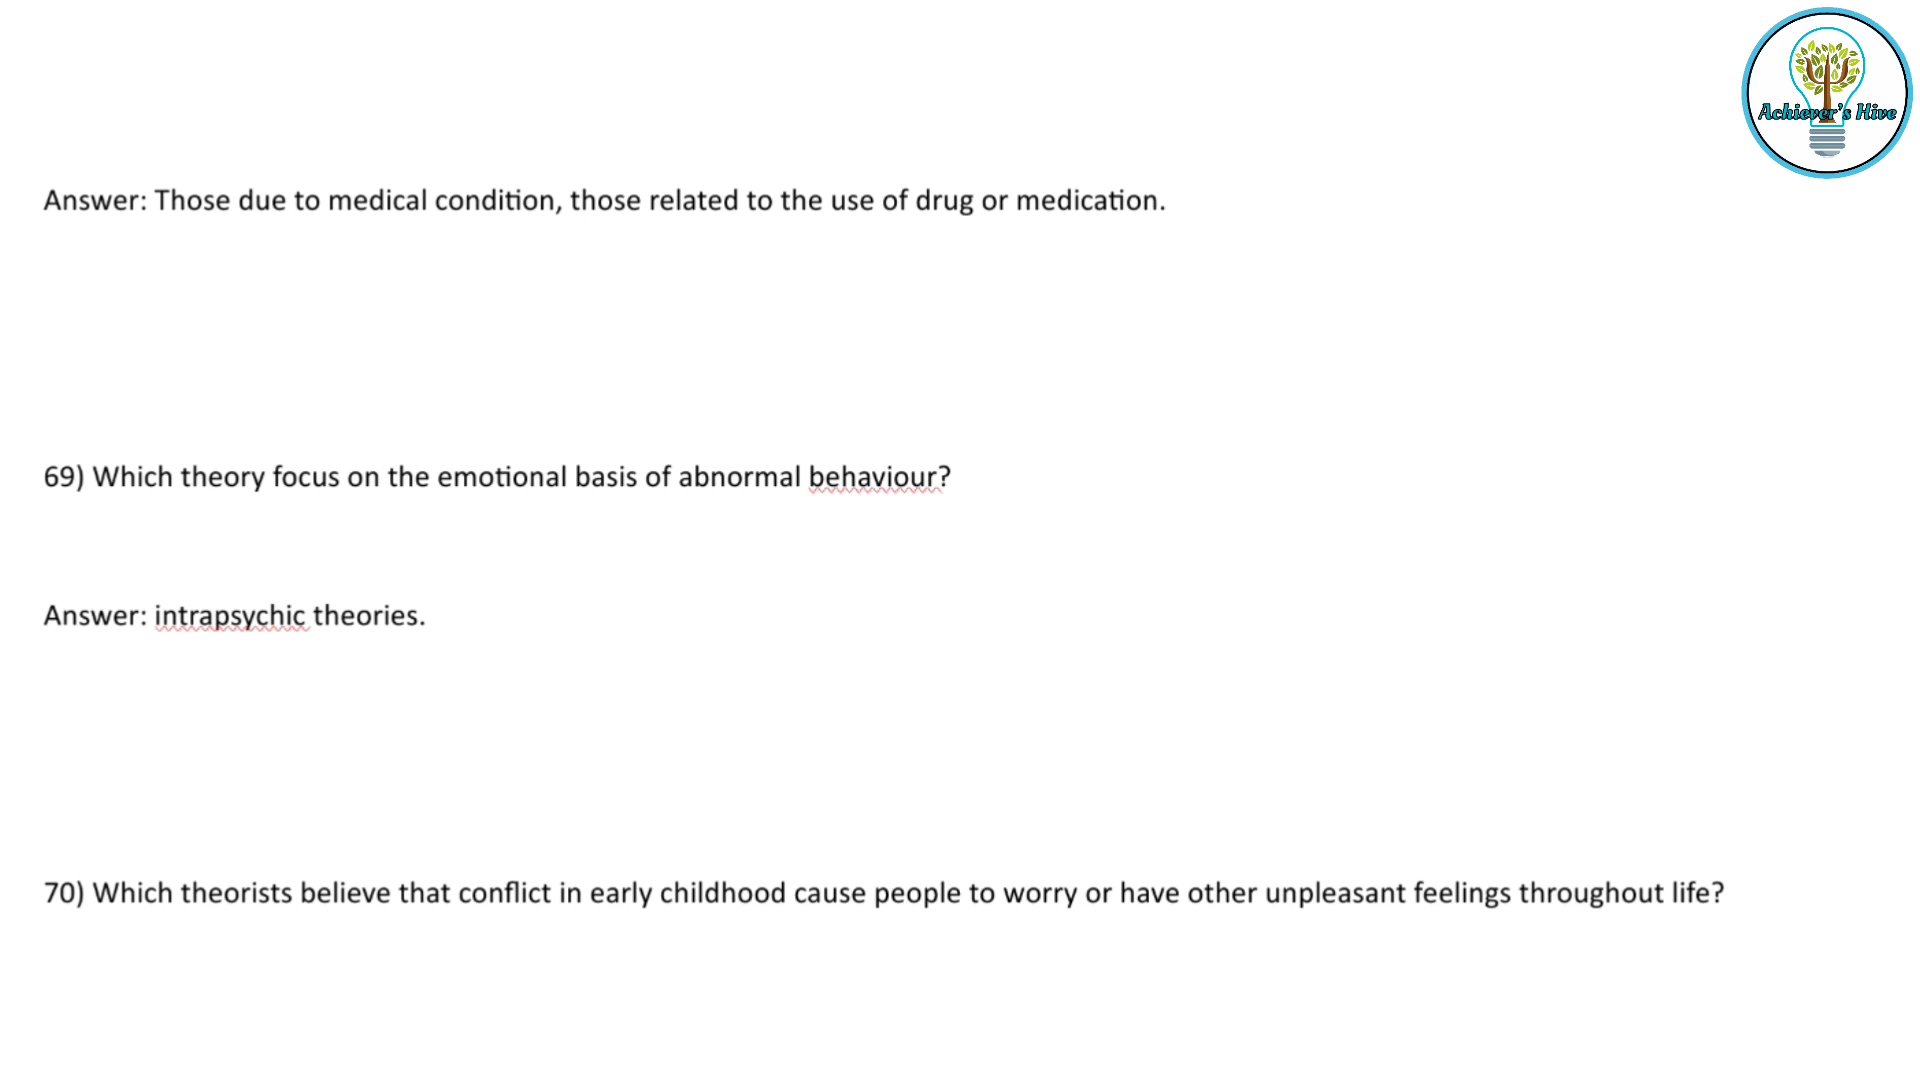 Achiever's Hive
Answer: Those due to medical condition, those related to the use of drug or medication.
69) Which theory focus on the emotional basis of abnormal behaviour?
Answer: intrapsychic theories.
70) Which theorists believe that conflict in early childhood cause people to worry or have other unpleasant feelings throughout life?